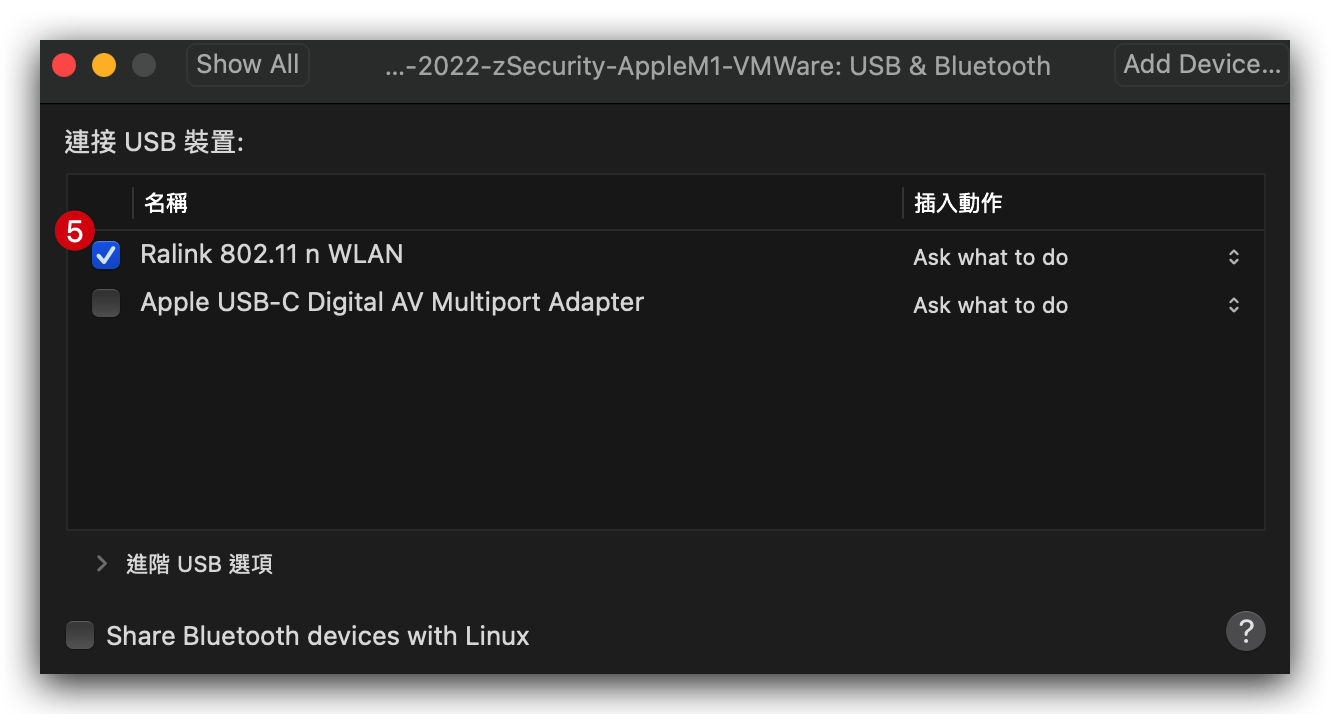 Show All ...-2022-zSecurity-AppleM1-VMWare: USB & Bluetooth Add Device...
連接 USB 裝置:
名稱 插入動作
5
Ralink 802.11 n WLAN Ask what to do
Apple USB-C Digital AV Multiport Adapter Ask what to do
進階 USB 選項
Share Bluetooth devices with Linux ?